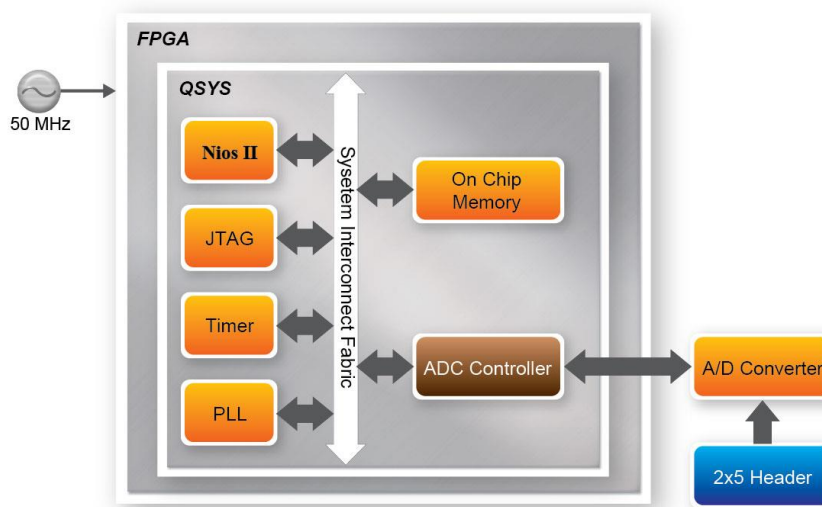 FPGA
50 MHz
QSYS
Nios II
JTAG
Timer
PLL
Sysetem Interconnect Fabric
On Chip
Memory
ADC Controller
A/D Converter
2x5 Header